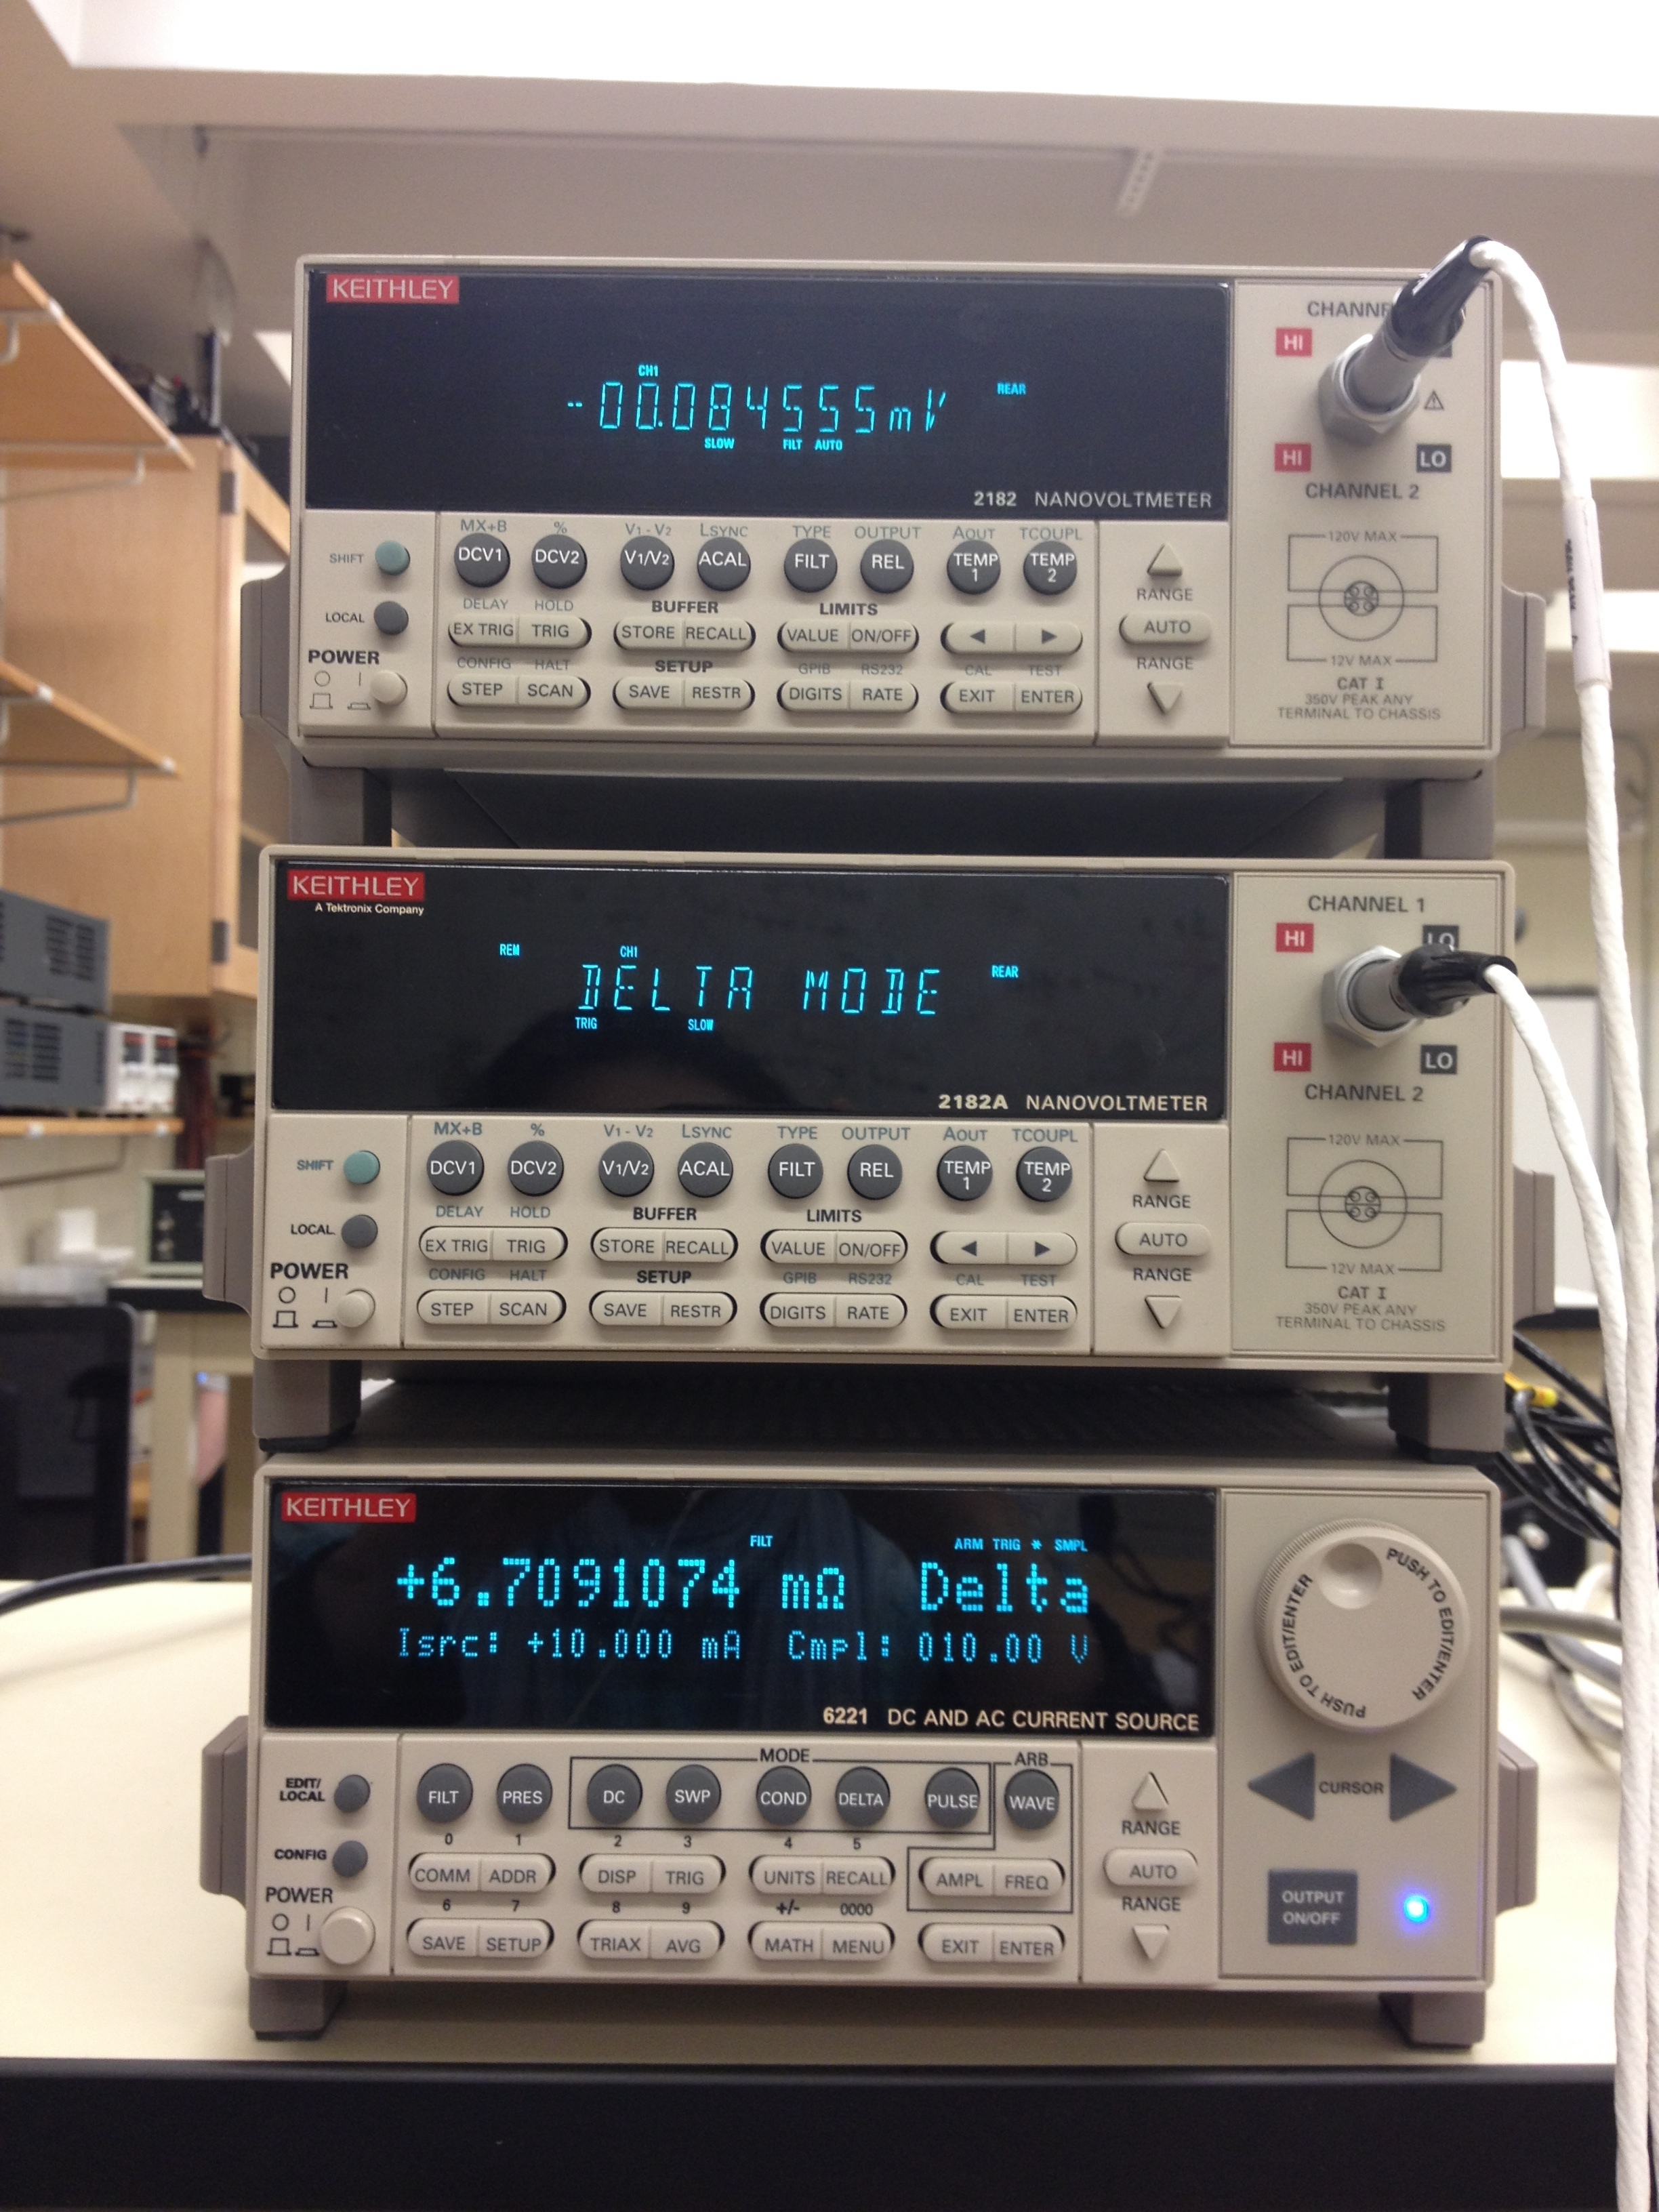 KEITHLEY
CH1
-00.084555mV
REAR
SLOW FILT AUTO
2182 NANOVOLTMETER
HI
HI LO
CHANNEL 2
120V MAX
12V MAX
CAT I
350V PEAK ANY
TERMINAL TO CHASSIS
MX+B % V1-V2 LSYNC TYPE OUTPUT AOUT TCOUPL
SHIFT DCV1 DCV2 V1/V2 ACAL FILT REL TEMP 1 TEMP 2
RANGE
DELAY HOLD BUFFER LIMITS
LOCAL EX TRIG TRIG STORE RECALL VALUE ON/OFF ◀ ▶ AUTO
CONFIG HALT SETUP GPIB RS232 CAL TEST RANGE
POWER STEP SCAN SAVE RESTR DIGITS RATE EXIT ENTER
KEITHLEY
A Tektronix Company
REM CH1
DELTA MODE
REAR
TRIG SLOW
2182A NANOVOLTMETER
CHANNEL 1
HI LO
HI LO
CHANNEL 2
120V MAX
12V MAX
CAT I
350V PEAK ANY
TERMINAL TO CHASSIS
MX+B % V1-V2 LSYNC TYPE OUTPUT AOUT TCOUPL
SHIFT DCV1 DCV2 V1/V2 ACAL FILT REL TEMP 1 TEMP 2
RANGE
DELAY HOLD BUFFER LIMITS
LOCAL EX TRIG TRIG STORE RECALL VALUE ON/OFF ◀ ▶ AUTO
CONFIG HALT SETUP GPIB RS232 CAL TEST RANGE
POWER STEP SCAN SAVE RESTR DIGITS RATE EXIT ENTER
KEITHLEY
FILT ARM TRIG * SMPL
+6.7091074 mΩ Delta
Isrc: +10.000 mA Cmpl: 010.00 V
6221 DC AND AC CURRENT SOURCE
PUSH TO EDIT/ENTER
PUSH TO EDIT/ENTER
CURSOR
OUTPUT
ON/OFF
MODE ARB
EDIT/
LOCAL FILT PRES DC SWP COND DELTA PULSE WAVE
RANGE
0 1 2 3 4 5
CONFIG COMM ADDR DISP TRIG UNITS RECALL AMPL FREQ AUTO
6 7 8 9 +/- 0000 RANGE
POWER SAVE SETUP TRIAX AVG MATH MENU EXIT ENTER